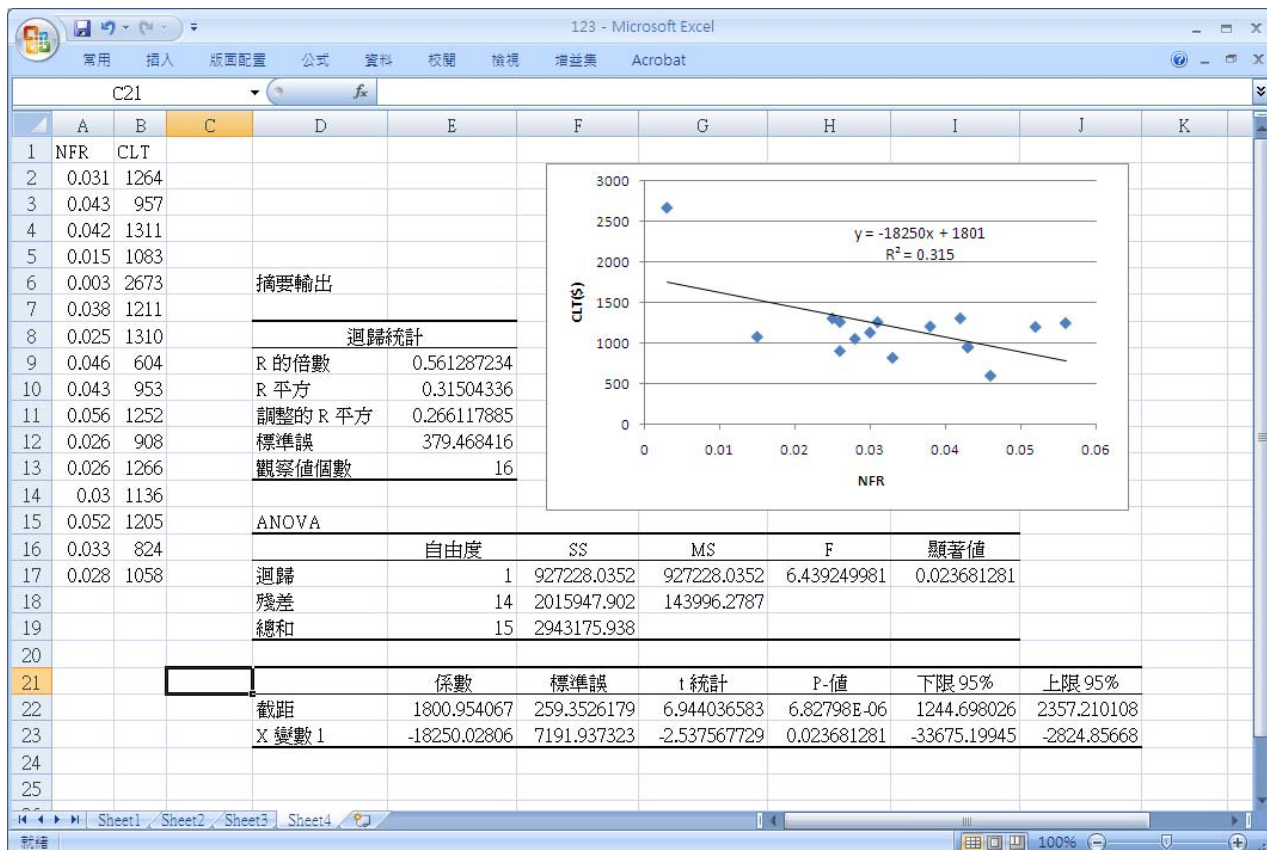 123 - Microsoft Excel
常用 插入 版面配置 公式 資料 校閱 檢視 增益集 Acrobat
C21 fx
A B C D E F G H I J K
1 NFR CLT
2 0.031 1264
3 0.043 957
4 0.042 1311
5 0.015 1083
6 0.003 2673 摘要輸出
7 0.038 1211
8 0.025 1310 迴歸統計
9 0.046 604 R 的倍數 0.561287234
10 0.043 953 R 平方 0.31504336
11 0.056 1252 調整的 R 平方 0.266117885
12 0.026 908 標準誤 379.468416
13 0.026 1266 觀察值個數 16
14 0.03 1136
15 0.052 1205 ANOVA
16 0.033 824 自由度 SS MS F 顯著值
17 0.028 1058 迴歸 1 927228.0352 927228.0352 6.439249981 0.023681281
18 殘差 14 2015947.902 143996.2787
19 總和 15 2943175.938
20
21 係數 標準誤 t 統計 P-值 下限 95% 上限 95%
22 截距 1800.954067 259.3526179 6.944036583 6.82798E-06 1244.698026 2357.210108
23 X 變數 1 -18250.02806 7191.937323 -2.537567729 0.023681281 -33675.19945 -2824.85668
24
25
3000
2500
2000
1500
1000
500
0
CLT($)
y = -18250x + 1801
R² = 0.315
0 0.01 0.02 0.03 0.04 0.05 0.06
NFR
Sheet1 Sheet2 Sheet3 Sheet4
就緒 100%